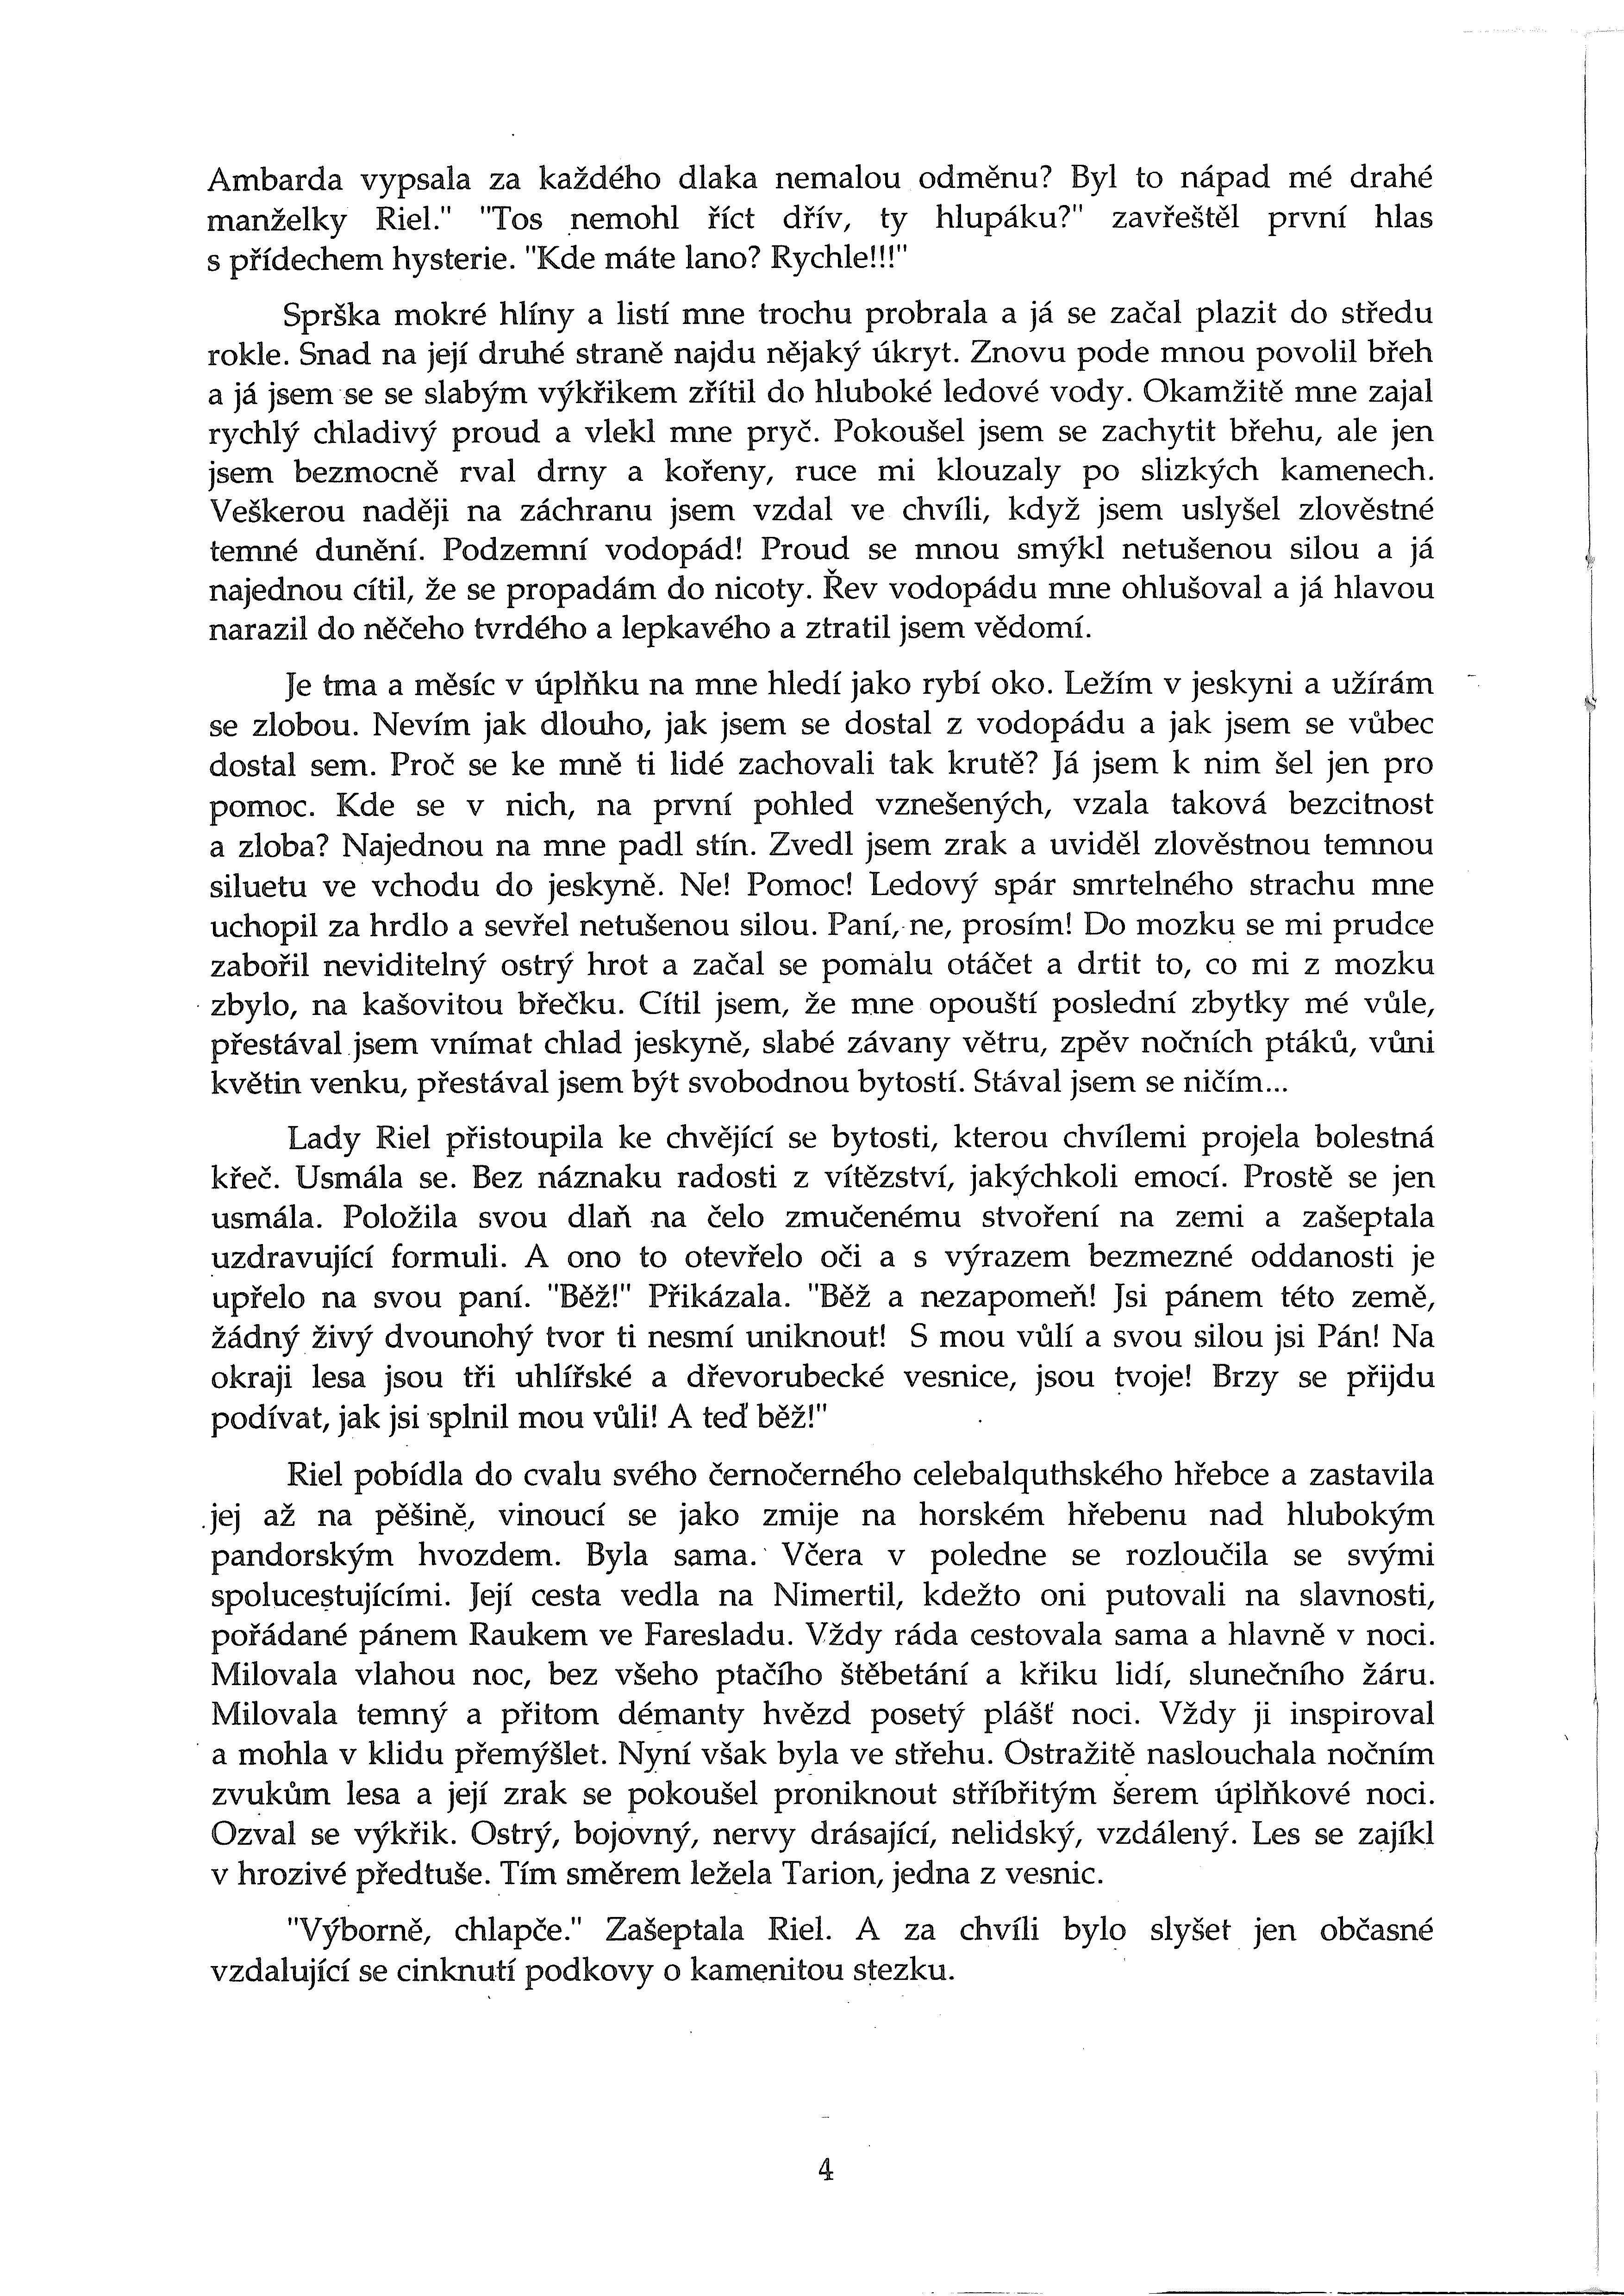 Ambarda vypsala za každého dlaka nemalou odměnu? Byl to nápad mé drahé
manželky Riel." "Tos nemohl říct dřív, ty hlupáku?" zavřeštěl první hlas
s přídechem hysterie. "Kde máte lano? Rychle!!!"
Sprška mokré hlíny a listí mne trochu probrala a já se začal plazit do středu
rokle. Snad na její druhé straně najdu nějaký úkryt. Znovu pode mnou povolil břeh
a já jsem se se slabým výkřikem zřítil do hluboké ledové vody. Okamžitě mne zajal
rychlý chladivý proud a vlekl mne pryč. Pokoušel jsem se zachytit břehu, ale jen
jsem bezmocně rval drny a kořeny, ruce mi klouzaly po slizkých kamenech.
Veškerou naději na záchranu jsem vzdal ve chvíli, když jsem uslyšel zlověstné
temné dunění. Podzemní vodopád! Proud se mnou smýkl netušenou silou a já
najednou cítil, že se propadám do nicoty. Řev vodopádu mne ohlušoval a já hlavou
narazil do něčeho tvrdého a lepkavého a ztratil jsem vědomí.
Je tma a měsíc v úplňku na mne hledí jako rybí oko. Ležím v jeskyni a užírám
se zlobou. Nevím jak dlouho, jak jsem se dostal z vodopádu a jak jsem se vůbec
dostal sem. Proč se ke mně ti lidé zachovali tak krutě? Já jsem k nim šel jen pro
pomoc. Kde se v nich, na první pohled vznešených, vzala taková bezcitnost
a zloba? Najednou na mne padl stín. Zvedl jsem zrak a uviděl zlověstnou temnou
siluetu ve vchodu do jeskyně. Ne! Pomoc! Ledový spár smrtelného strachu mne
uchopil za hrdlo a sevřel netušenou silou. Paní, ne, prosím! Do mozku se mi prudce
zabořil neviditelný ostrý hrot a začal se pomalu otáčet a drtit to, co mi z mozku
zbylo, na kašovitou břečku. Cítil jsem, že mne opouští poslední zbytky mé vůle,
přestával jsem vnímat chlad jeskyně, slabé závany větru, zpěv nočních ptáků, vůni
květin venku, přestával jsem být svobodnou bytostí. Stával jsem se ničím...
Lady Riel přistoupila ke chvějící se bytosti, kterou chvílemi projela bolestná
křeč. Usmála se. Bez náznaku radosti z vítězství, jakýchkoli emocí. Prostě se jen
usmála. Položila svou dlaň na čelo zmučenému stvoření na zemi a zašeptala
uzdravující formuli. A ono to otevřelo oči a s výrazem bezmezné oddanosti je
upřelo na svou paní. "Běž!" Přikázala. "Běž a nezapomeň! Jsi pánem této země,
žádný živý dvounohý tvor ti nesmí uniknout! S mou vůlí a svou silou jsi Pán! Na
okraji lesa jsou tři uhlířské a dřevorubecké vesnice, jsou tvoje! Brzy se přijdu
podívat, jak jsi splnil mou vůli! A teď běž!"
Riel pobídla do cvalu svého černočerného celebalquthského hřebce a zastavila
jej až na pěšině, vinoucí se jako zmije na horském hřebenu nad hlubokým
pandorským hvozdem. Byla sama. Včera v poledne se rozloučila se svými
spolucestujícími. Její cesta vedla na Nimertil, kdežto oni putovali na slavnosti,
pořádané pánem Raukem ve Faresladu. Vždy ráda cestovala sama a hlavně v noci.
Milovala vlahou noc, bez všeho ptačího štěbetání a křiku lidí, slunečního žáru.
Milovala temný a přitom démanty hvězd posetý plášť noci. Vždy ji inspiroval
a mohla v klidu přemýšlet. Nyní však byla ve střehu. Ostražitě naslouchala nočním
zvukům lesa a její zrak se pokoušel proniknout stříbřitým šerem úplňkové noci.
Ozval se výkřik. Ostrý, bojovný, nervy drásající, nelidský, vzdálený. Les se zajíkl
v hrozivé předtuše. Tím směrem ležela Tarion, jedna z vesnic.
"Výborně, chlapče." Zašeptala Riel. A za chvíli bylo slyšet jen občasné
vzdalující se cinknutí podkovy o kamenitou stezku.
4